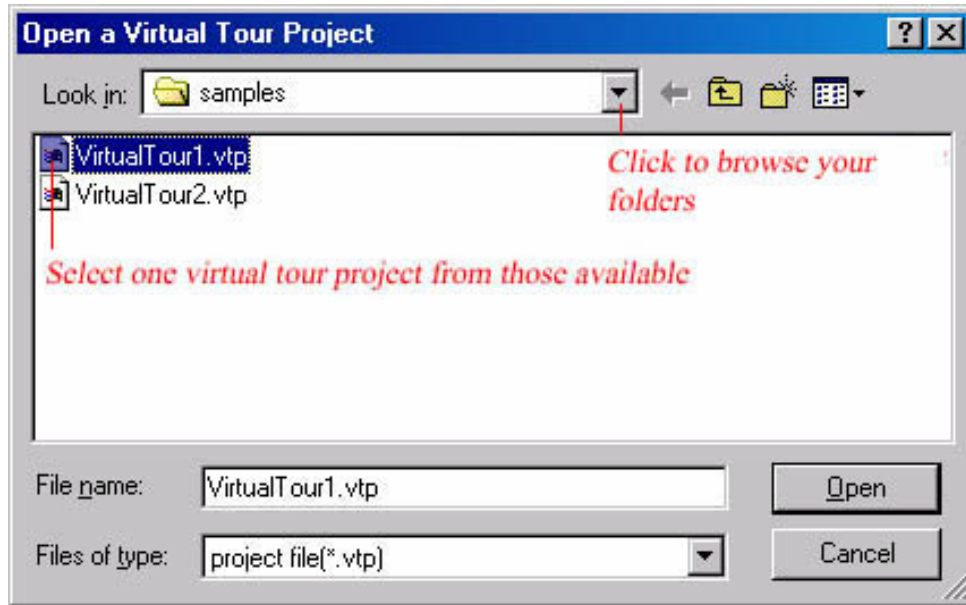 Open a Virtual Tour Project
Look in: samples
VirtualTour1.vtp
VirtualTour2.vtp
Click to browse your
folders
Select one virtual tour project from those available
File name: VirtualTour1.vtp
Open
Files of type: project file(*.vtp)
Cancel